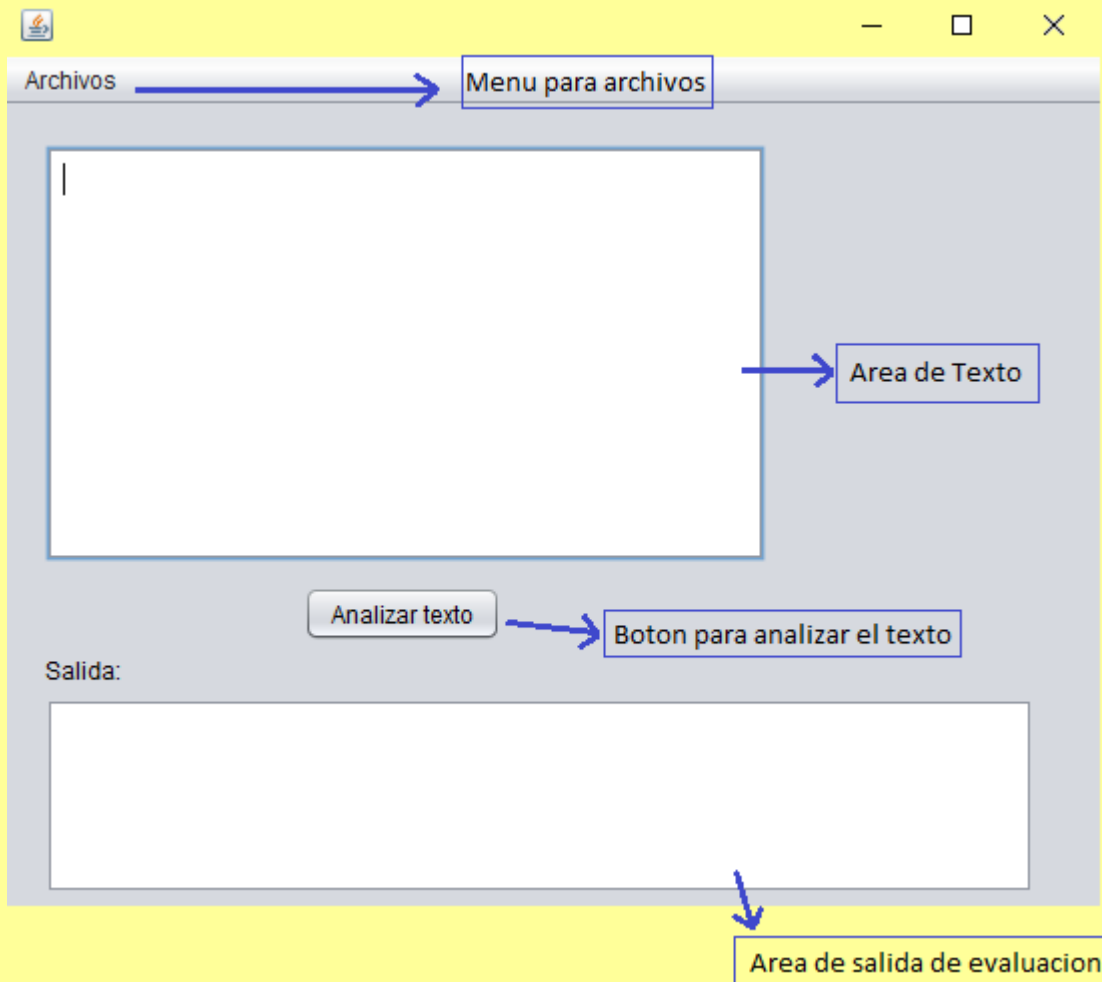 Archivos
Menu para archivos
Area de Texto
Analizar texto
Boton para analizar el texto
Salida:
Area de salida de evaluacion